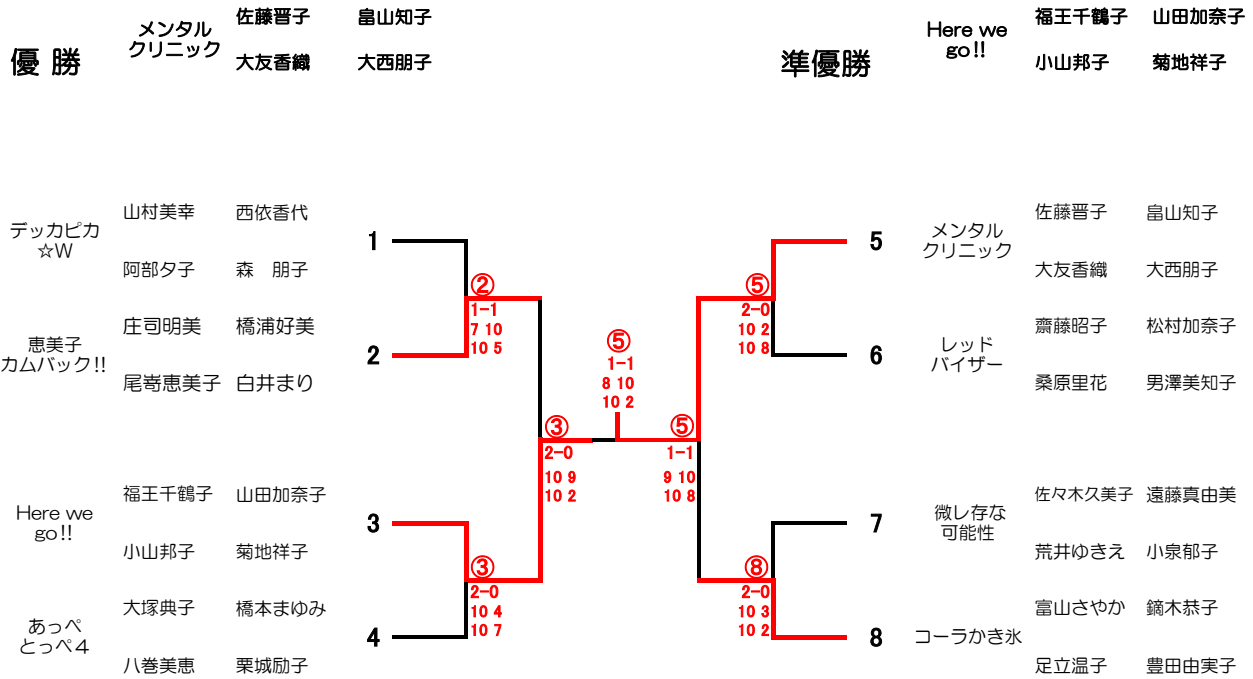 優 勝
メンタル
クリニック
佐藤晋子 畠山知子
大友香織 大西朋子
準優勝
Here we
go!!
福王千鶴子 山田加奈子
小山邦子 菊地祥子
デッカピカ
☆W
山村美幸 西依香代
阿部夕子 森 朋子
1
恵美子
カムバック!!
庄司明美 橋浦好美
尾嵜恵美子 白井まり
2
Here we
go!!
福王千鶴子 山田加奈子
小山邦子 菊地祥子
3
あっぺ
とっぺ4
大塚典子 橋本まゆみ
八巻美恵 栗城励子
4
②
1-1
7 10
10 5
③
2-0
10 4
10 7
③
2-0
10 9
10 2
⑤
1-1
8 10
10 2
⑤
1-1
9 10
10 8
⑤
2-0
10 2
10 8
⑧
2-0
10 3
10 2
5
メンタル
クリニック
佐藤晋子 畠山知子
大友香織 大西朋子
6
レッド
バイザー
齋藤昭子 松村加奈子
桑原里花 男澤美知子
7
微レ存な
可能性
佐々木久美子 遠藤真由美
荒井ゆきえ 小泉郁子
8
コーラかき氷
富山さやか 鏑木恭子
足立温子 豊田由実子